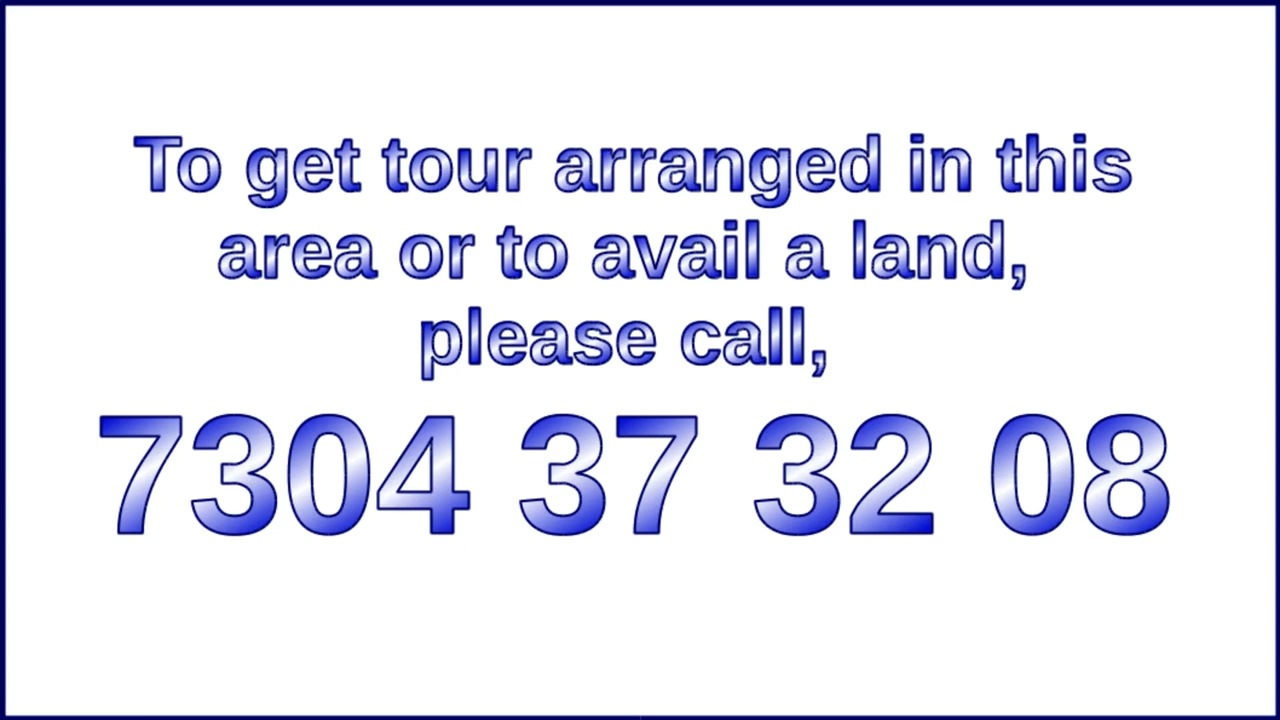 To get tour arranged in this
area or to avail a land,
please call,
7304 37 32 08